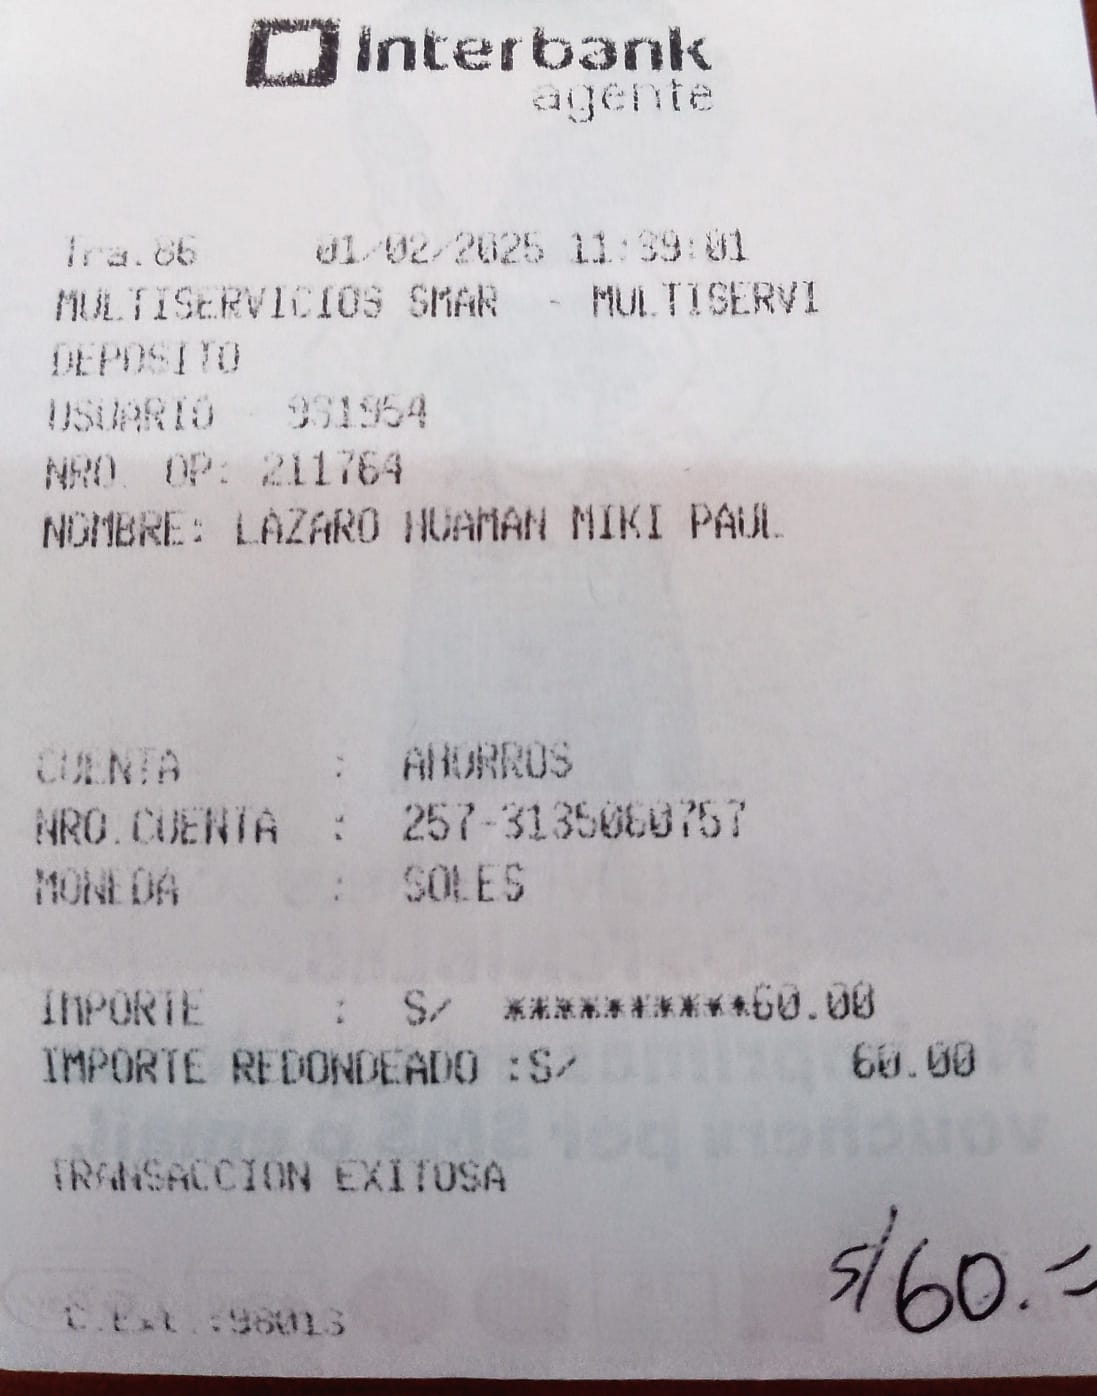 Interbank
agente
Tra.86 01/02/2025 11:39:01
MULTISERVICIOS SMAR - MULTISERVI
DEPOSITO
USUARIO 931954
NRO. OP: 211764
NOMBRE: LAZARO HUAMAN MIKI PAUL
CUENTA : AHORROS
NRO.CUENTA : 257-3135060757
MONEDA : SOLES
IMPORTE : S/ **********60.00
IMPORTE REDONDEADO :S/ 60.00
TRANSACCION EXITOSA
S/60.=
C.Ext.:96013